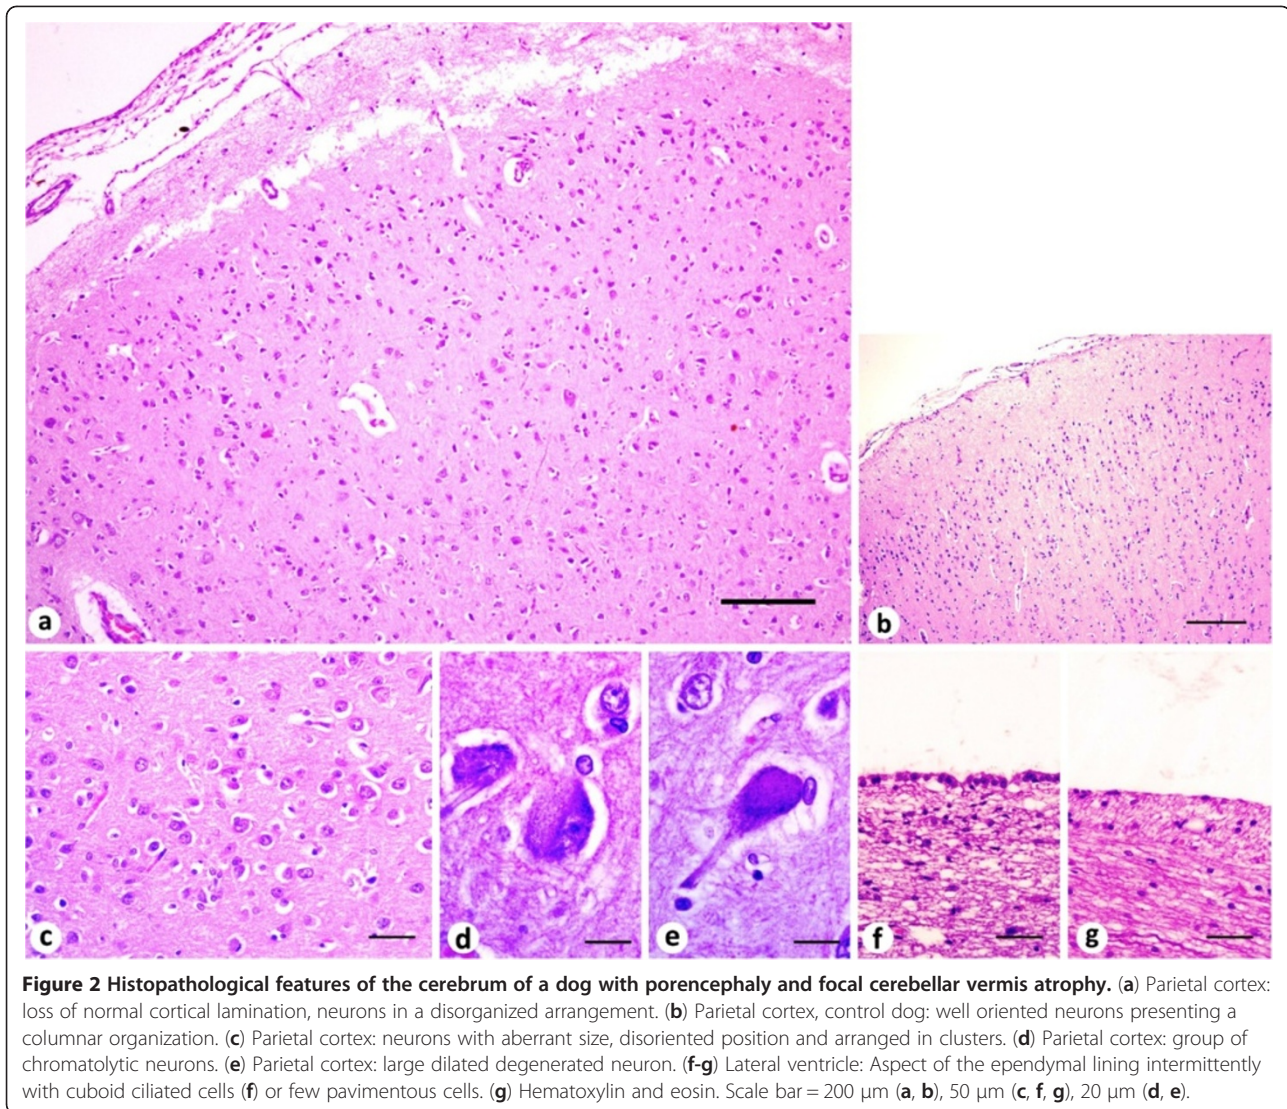 a
b
c
d
e
f
g
Figure 2 Histopathological features of the cerebrum of a dog with porencephaly and focal cerebellar vermis atrophy. (a) Parietal cortex:
loss of normal cortical lamination, neurons in a disorganized arrangement. (b) Parietal cortex, control dog: well oriented neurons presenting a
columnar organization. (c) Parietal cortex: neurons with aberrant size, disoriented position and arranged in clusters. (d) Parietal cortex: group of
chromatolytic neurons. (e) Parietal cortex: large dilated degenerated neuron. (f-g) Lateral ventricle: Aspect of the ependymal lining intermittently
with cuboid ciliated cells (f) or few pavimentous cells. (g) Hematoxylin and eosin. Scale bar = 200 μm (a, b), 50 μm (c, f, g), 20 μm (d, e).